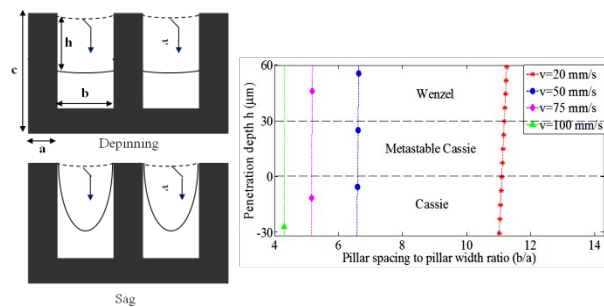 c
h
b
a
Depinning
Sag
Penetration depth h (µm)
60
30
0
-30
4
6
8
10
12
14
Pillar spacing to pillar width ratio (b/a)
Wenzel
Metastable Cassie
Cassie
v=20 mm/s
v=50 mm/s
v=75 mm/s
v=100 mm/s